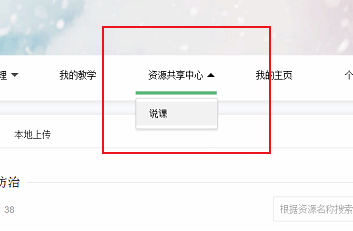 理 我的教学 资源共享中心 我的主页 个
说课
本地上传
防治
38
根据资源名称搜索